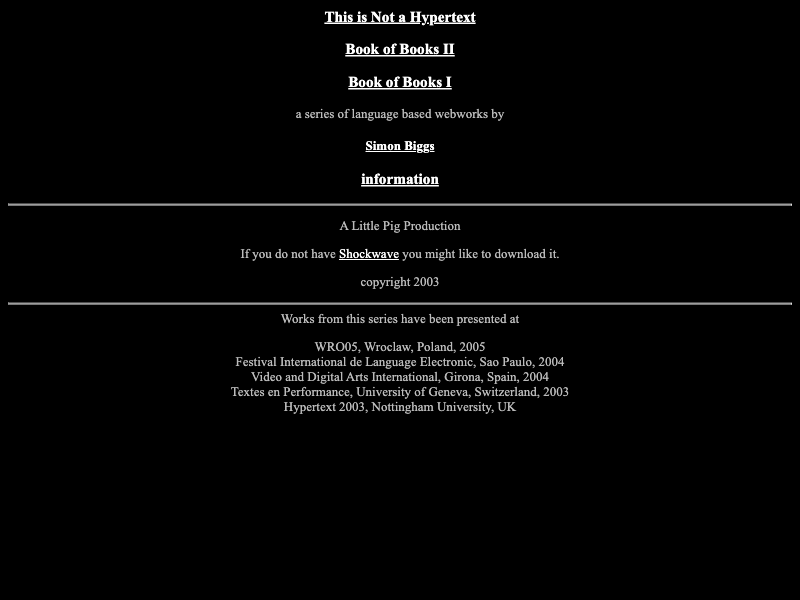 This is Not a Hypertext
Book of Books II
Book of Books I
a series of language based webworks by
Simon Biggs
information
A Little Pig Production
If you do not have Shockwave you might like to download it.
copyright 2003
Works from this series have been presented at
WRO05, Wroclaw, Poland, 2005
Festival International de Language Electronic, Sao Paulo, 2004
Video and Digital Arts International, Girona, Spain, 2004
Textes en Performance, University of Geneva, Switzerland, 2003
Hypertext 2003, Nottingham University, UK